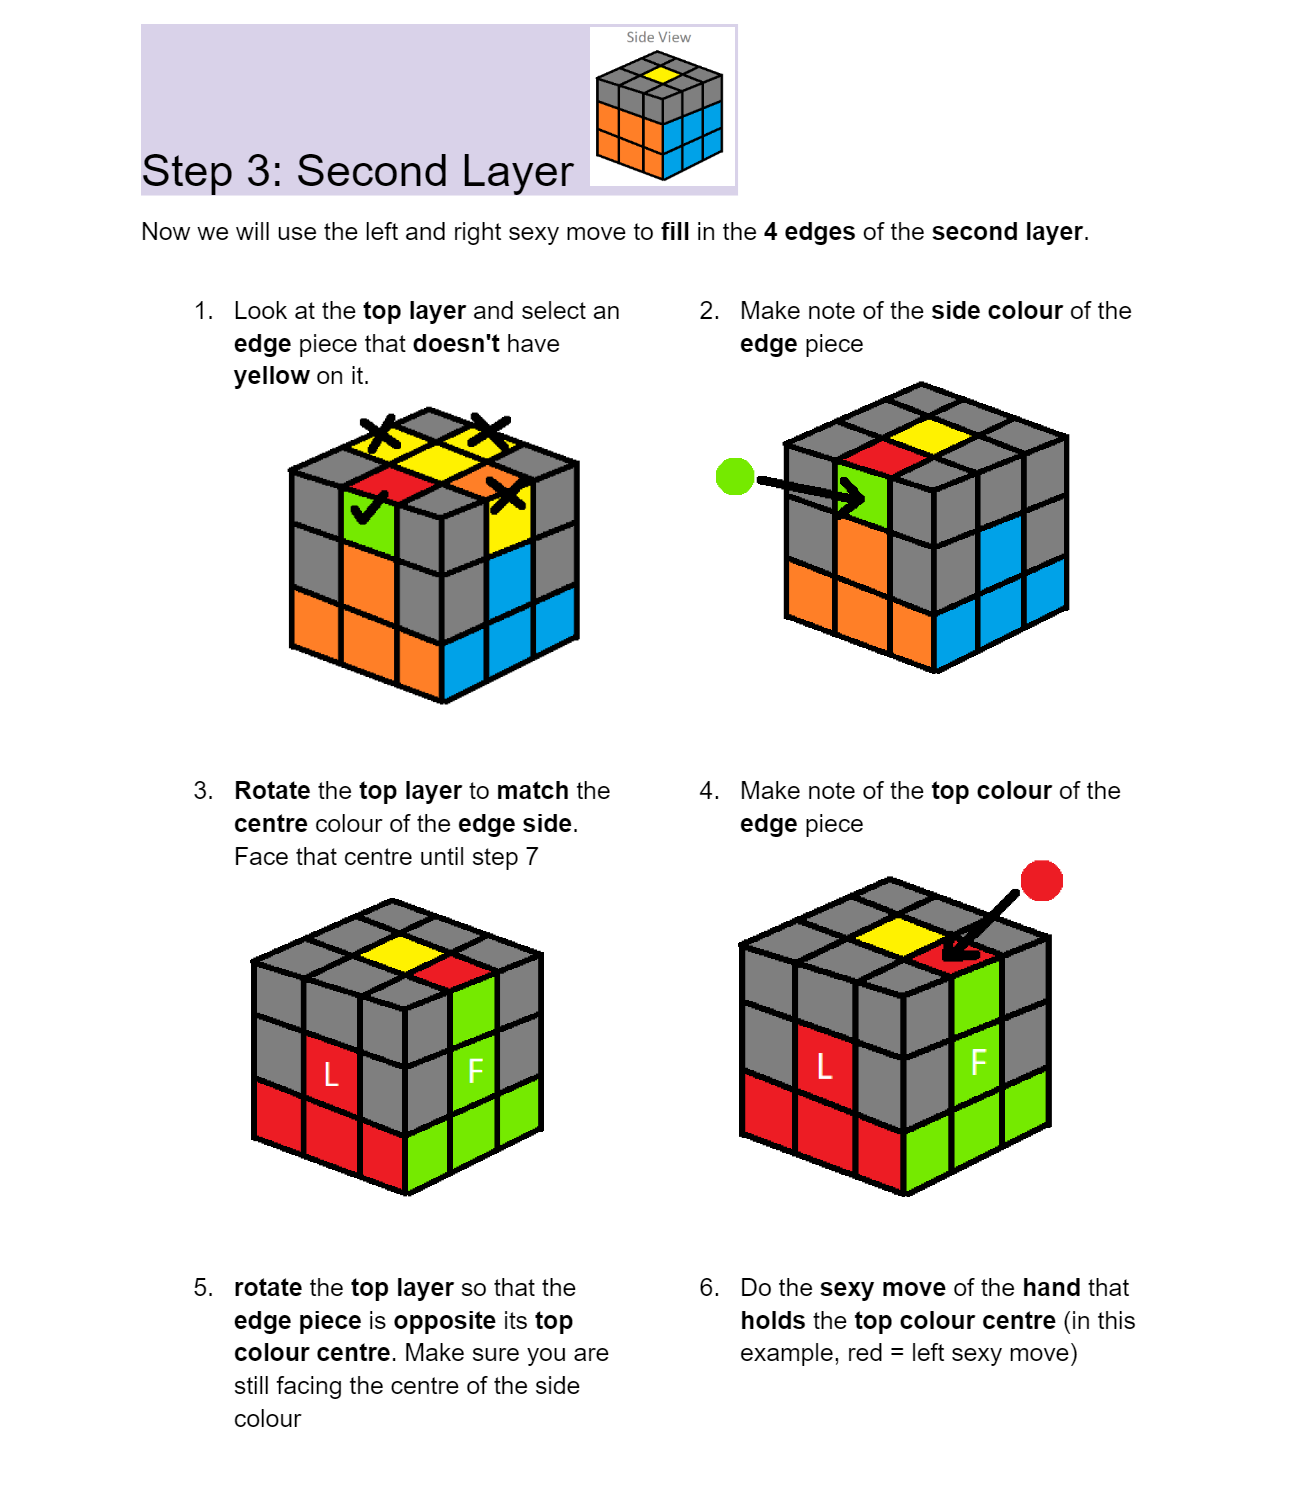 Side View
Step 3: Second Layer
Now we will use the left and right sexy move to fill in the 4 edges of the second layer.
1. Look at the top layer and select an
edge piece that doesn't have
yellow on it.
2. Make note of the side colour of the
edge piece
3. Rotate the top layer to match the
centre colour of the edge side.
Face that centre until step 7
L
F
4. Make note of the top colour of the
edge piece
L
F
5. rotate the top layer so that the
edge piece is opposite its top
colour centre. Make sure you are
still facing the centre of the side
colour
6. Do the sexy move of the hand that
holds the top colour centre (in this
example, red = left sexy move)